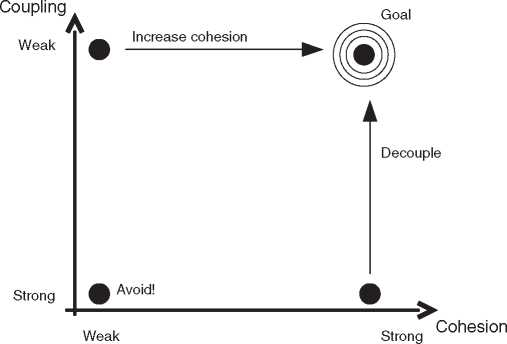 Coupling
Goal
Weak
Increase cohesion
Decouple
Avoid!
Strong
Weak
Strong
Cohesion